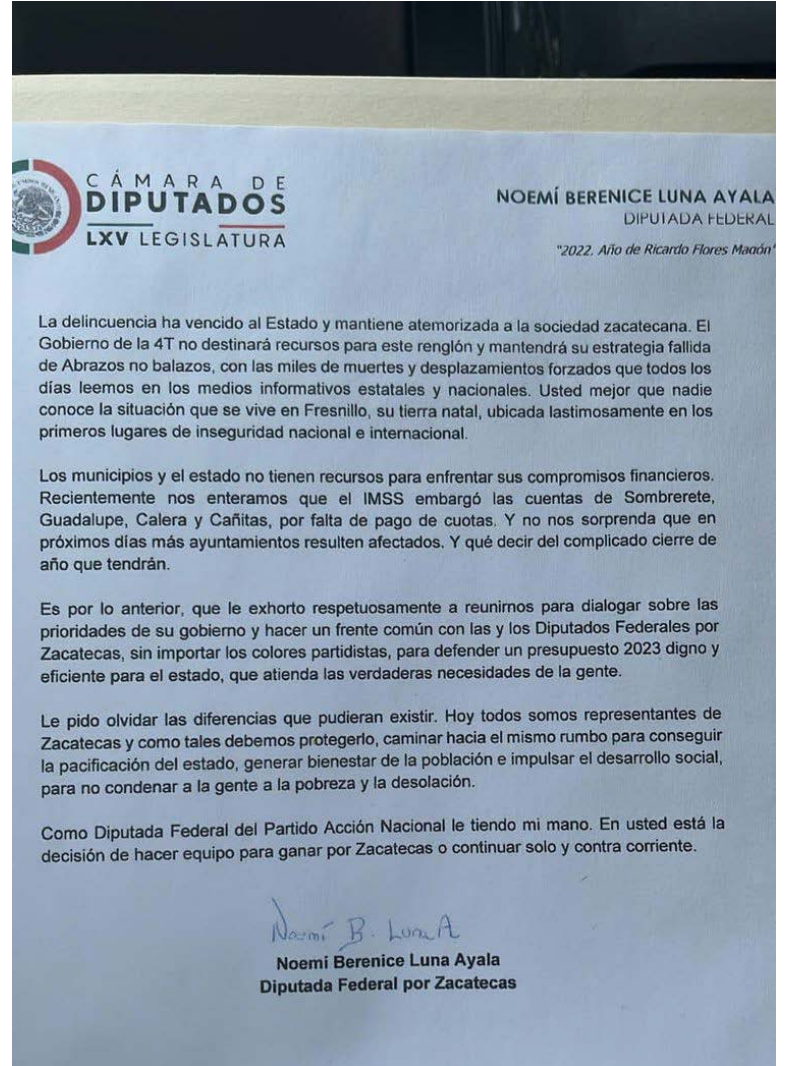 CÁMARA DE
DIPUTADOS
LXV LEGISLATURA
NOEMÍ BERENICE LUNA AYALA
DIPUTADA FEDERAL
"2022. Año de Ricardo Flores Magón"
La delincuencia ha vencido al Estado y mantiene atemorizada a la sociedad zacatecana. El
Gobierno de la 4T no destinará recursos para este renglón y mantendrá su estrategia fallida
de Abrazos no balazos, con las miles de muertes y desplazamientos forzados que todos los
días leemos en los medios informativos estatales y nacionales. Usted mejor que nadie
conoce la situación que se vive en Fresnillo, su tierra natal, ubicada lastimosamente en los
primeros lugares de inseguridad nacional e internacional.
Los municipios y el estado no tienen recursos para enfrentar sus compromisos financieros.
Recientemente nos enteramos que el IMSS embargó las cuentas de Sombrerete,
Guadalupe, Calera y Cañitas, por falta de pago de cuotas. Y no nos sorprenda que en
próximos días más ayuntamientos resulten afectados. Y qué decir del complicado cierre de
año que tendrán.
Es por lo anterior, que le exhorto respetuosamente a reunirnos para dialogar sobre las
prioridades de su gobierno y hacer un frente común con las y los Diputados Federales por
Zacatecas, sin importar los colores partidistas, para defender un presupuesto 2023 digno y
eficiente para el estado, que atienda las verdaderas necesidades de la gente.
Le pido olvidar las diferencias que pudieran existir. Hoy todos somos representantes de
Zacatecas y como tales debemos protegerlo, caminar hacia el mismo rumbo para conseguir
la pacificación del estado, generar bienestar de la población e impulsar el desarrollo social,
para no condenar a la gente a la pobreza y la desolación.
Como Diputada Federal del Partido Acción Nacional le tiendo mi mano. En usted está la
decisión de hacer equipo para ganar por Zacatecas o continuar solo y contra corriente.
Noemí B. Luna A
Noemi Berenice Luna Ayala
Diputada Federal por Zacatecas